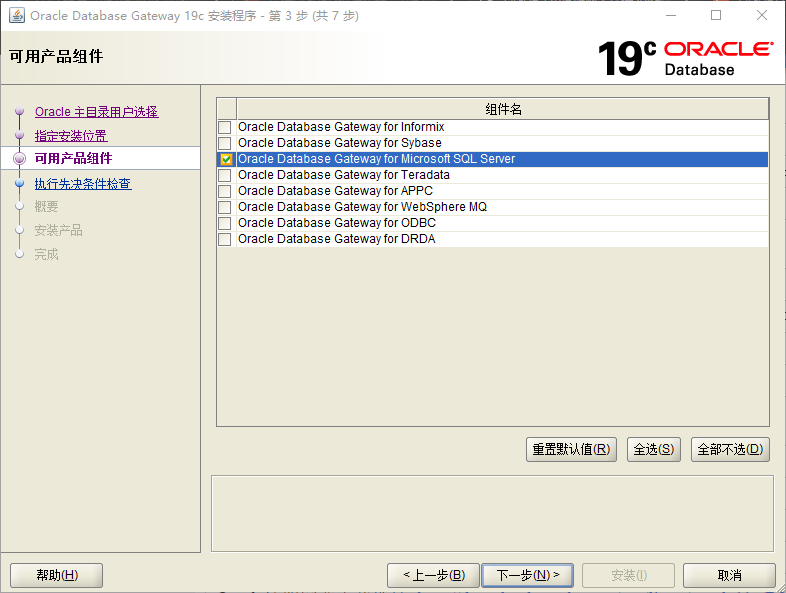 Oracle Database Gateway 19c 安装程序 - 第 3 步 (共 7 步)
可用产品组件
19c ORACLE
Database
Oracle 主目录用户选择
指定安装位置
可用产品组件
执行先决条件检查
概要
安装产品
完成
组件名
Oracle Database Gateway for Informix
Oracle Database Gateway for Sybase
Oracle Database Gateway for Microsoft SQL Server
Oracle Database Gateway for Teradata
Oracle Database Gateway for APPC
Oracle Database Gateway for WebSphere MQ
Oracle Database Gateway for ODBC
Oracle Database Gateway for DRDA
重置默认值(R) 全选(S) 全部不选(D)
帮助(H) < 上一步(B) 下一步(N) > 安装(I) 取消